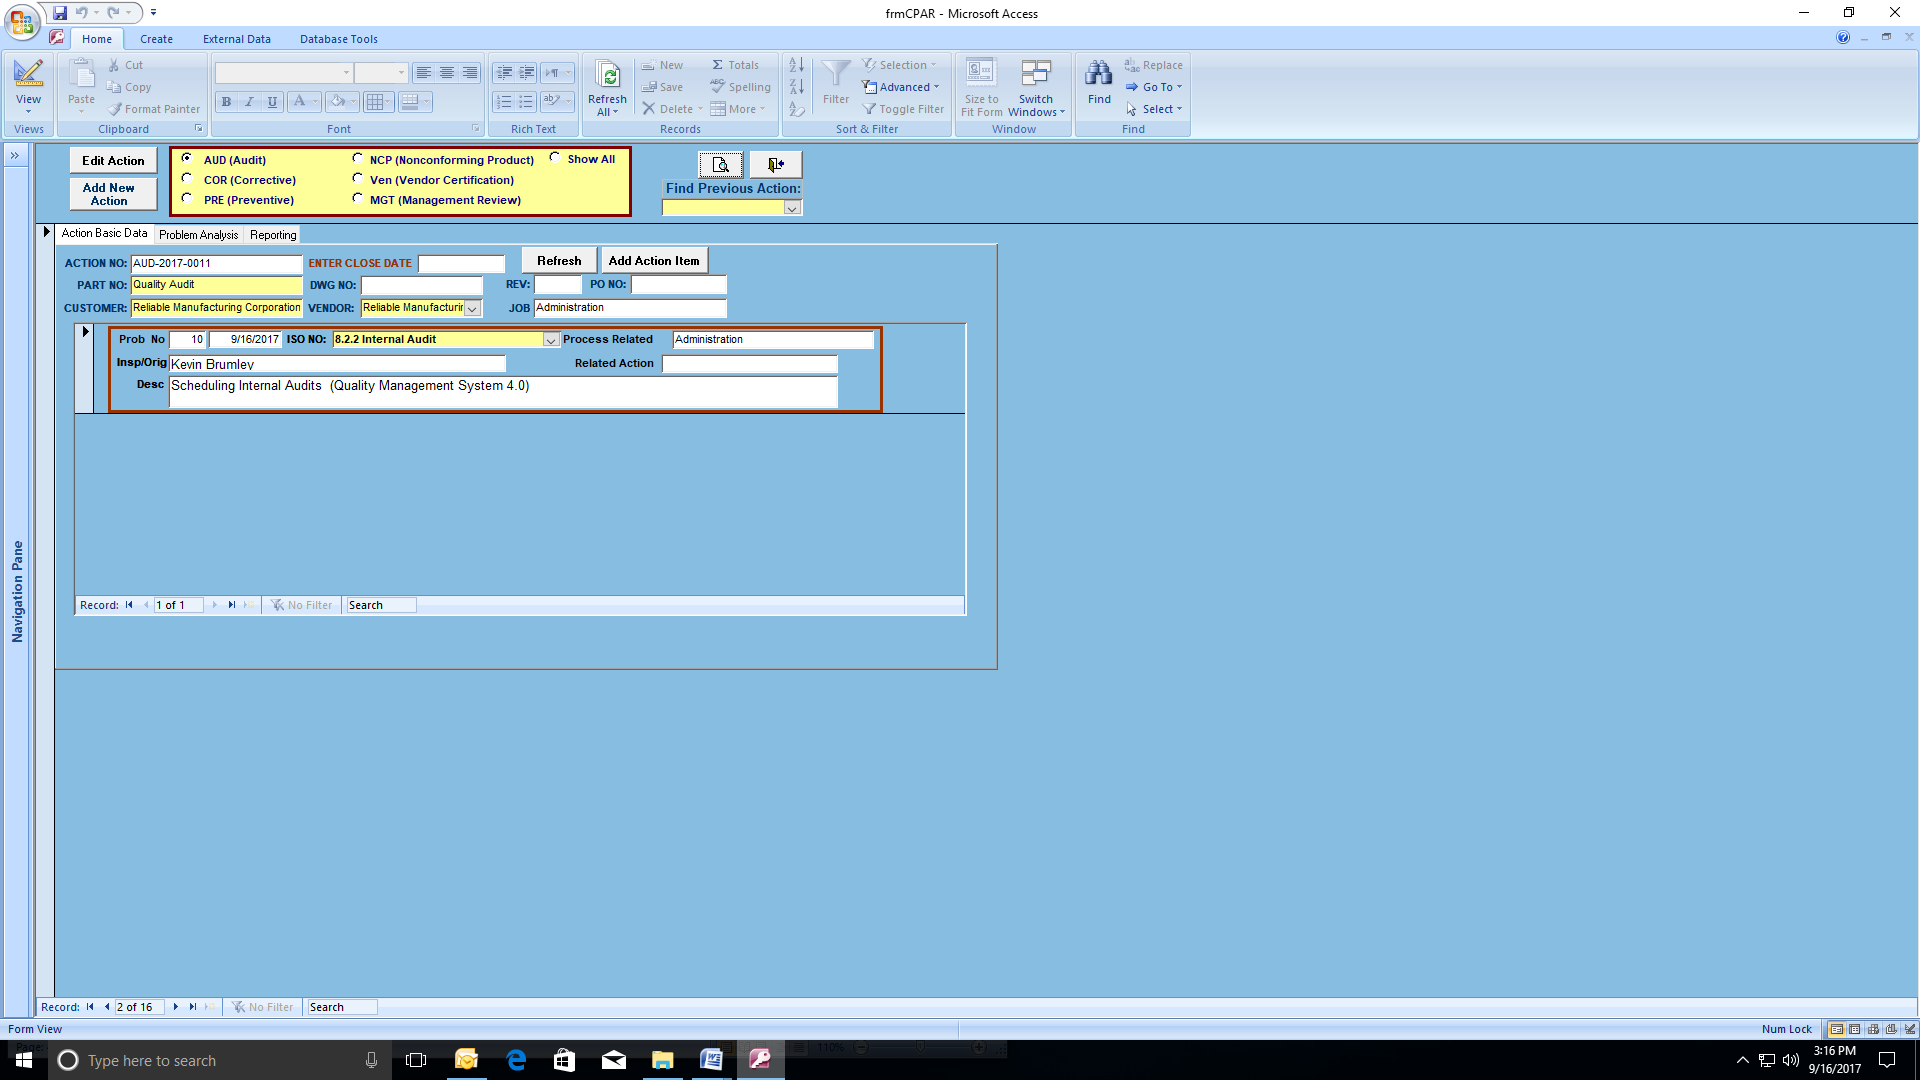 frmCPAR - Microsoft Access
Home Create External Data Database Tools
View
Views
Paste
Cut
Copy
Format Painter
Clipboard
B I U A
Font
Rich Text
Refresh All
New
Save
Delete
Totals
Spelling
More
Records
Filter
Selection
Advanced
Toggle Filter
Sort & Filter
Size to Fit Form
Switch Windows
Window
Find
Replace
Go To
Select
Find
Edit Action
Add New Action
AUD (Audit)
COR (Corrective)
PRE (Preventive)
NCP (Nonconforming Product)
Ven (Vendor Certification)
MGT (Management Review)
Show All
Find Previous Action:
Action Basic Data Problem Analysis Reporting
ACTION NO: AUD-2017-0011 ENTER CLOSE DATE Refresh Add Action Item
PART NO: Quality Audit DWG NO: REV: PO NO:
CUSTOMER: Reliable Manufacturing Corporation VENDOR: Reliable Manufacturir JOB Administration
Prob No 10 9/16/2017 ISO NO: 8.2.2 Internal Audit Process Related Administration
Insp/Orig Kevin Brumley Related Action
Desc Scheduling Internal Audits (Quality Management System 4.0)
Record: 1 of 1 No Filter Search
Navigation Pane
Record: 2 of 16 No Filter Search
Form View Num Lock
Type here to search
3:16 PM
9/16/2017